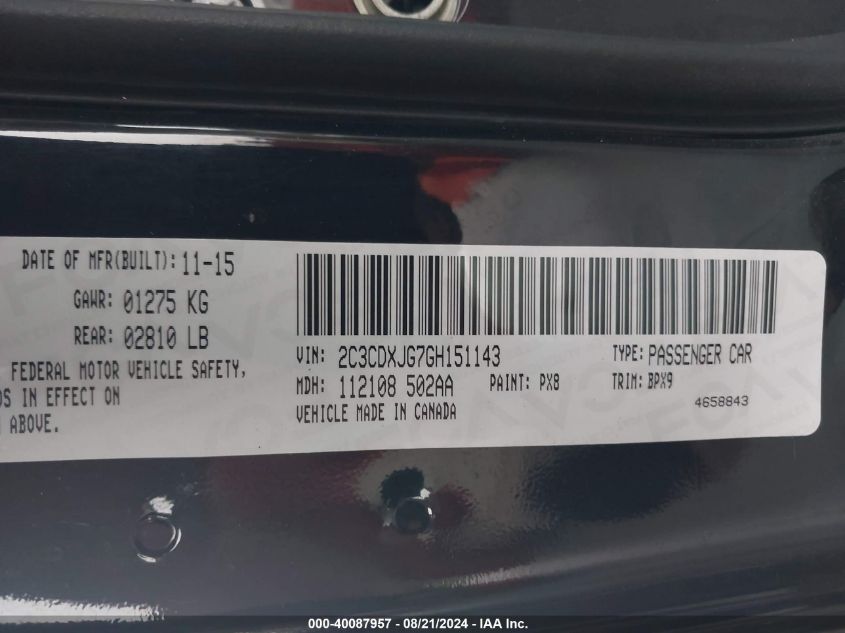 DATE OF MFR(BUILT): 11-15
GAWR: 01275 KG
REAR: 02810 LB
FEDERAL MOTOR VEHICLE SAFETY,
DS IN EFFECT ON
ABOVE.
VIN: 2C3CDXJG7GH151143
TYPE: PASSENGER CAR
MDH: 112108 502AA
PAINT: PX8
TRIM: BPX9
VEHICLE MADE IN CANADA
4658843
000-40087957 - 08/21/2024 - IAA Inc.